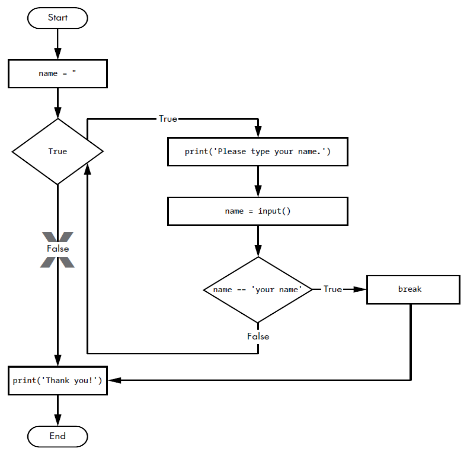 Start
name = "
True
True
print('Please type your name.')
name = input()
False
name == 'your name'
True
break
False
print('Thank you!')
End